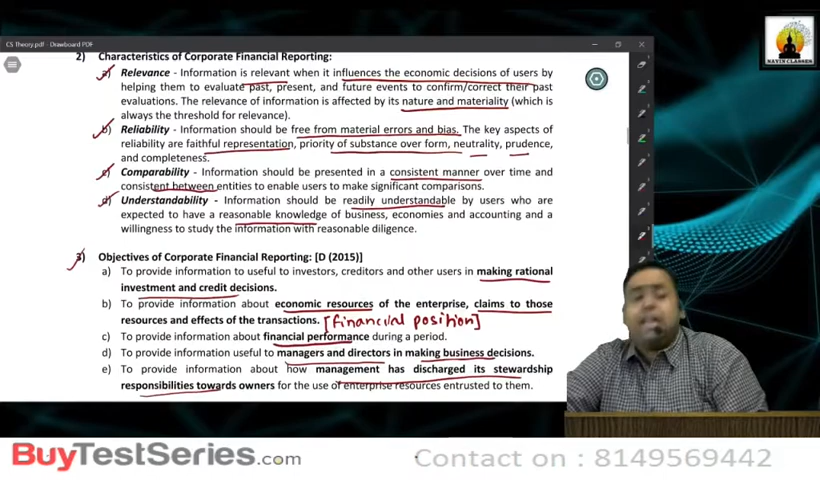 CS Theory.pdf - Drawboard PDF
NAVIN CLASSES
2) Characteristics of Corporate Financial Reporting:
a) Relevance - Information is relevant when it influences the economic decisions of users by
helping them to evaluate past, present, and future events to confirm/correct their past
evaluations. The relevance of information is affected by its nature and materiality (which is
always the threshold for relevance).
b) Reliability - Information should be free from material errors and bias. The key aspects of
reliability are faithful representation, priority of substance over form, neutrality, prudence,
and completeness.
c) Comparability - Information should be presented in a consistent manner over time and
consistent between entities to enable users to make significant comparisons.
d) Understandability - Information should be readily understandable by users who are
expected to have a reasonable knowledge of business, economies and accounting and a
willingness to study the information with reasonable diligence.
3) Objectives of Corporate Financial Reporting: [D (2015)]
a) To provide information to useful to investors, creditors and other users in making rational
investment and credit decisions.
b) To provide information about economic resources of the enterprise, claims to those
resources and effects of the transactions. [financial position]
c) To provide information about financial performance during a period.
d) To provide information useful to managers and directors in making business decisions.
e) To provide information about how management has discharged its stewardship
responsibilities towards owners for the use of enterprise resources entrusted to them.
BuyTestSeries.com
Contact on : 8149569442